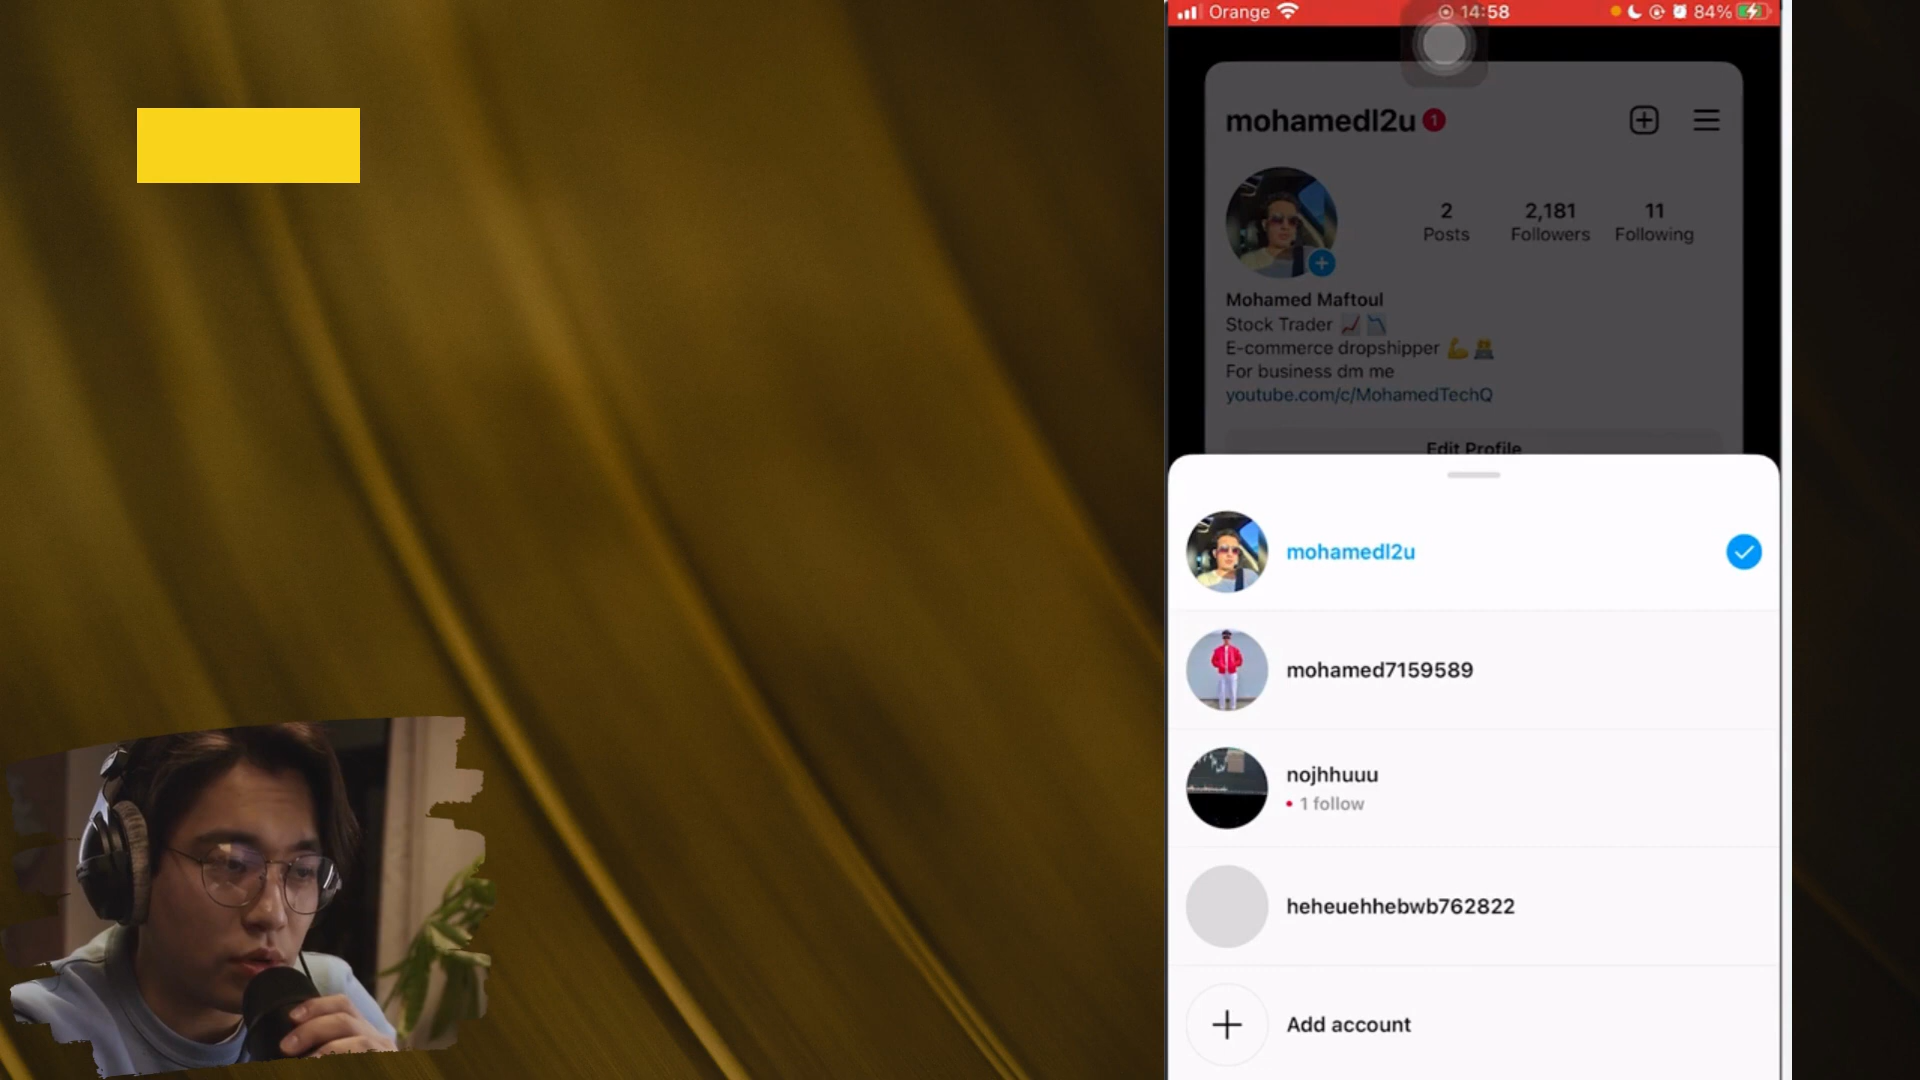 Orange
14:58
84%
mohamedl2u 1
2 2,181 11
Posts Followers Following
Mohamed Maftoul
Stock Trader 📈 📉
E-commerce dropshipper 💪 👨‍💻
For business dm me
youtube.com/c/MohamedTechQ
Edit Profile
mohamedl2u
mohamed7159589
nojhhuuu
• 1 follow
heheuehhebwb762822
Add account